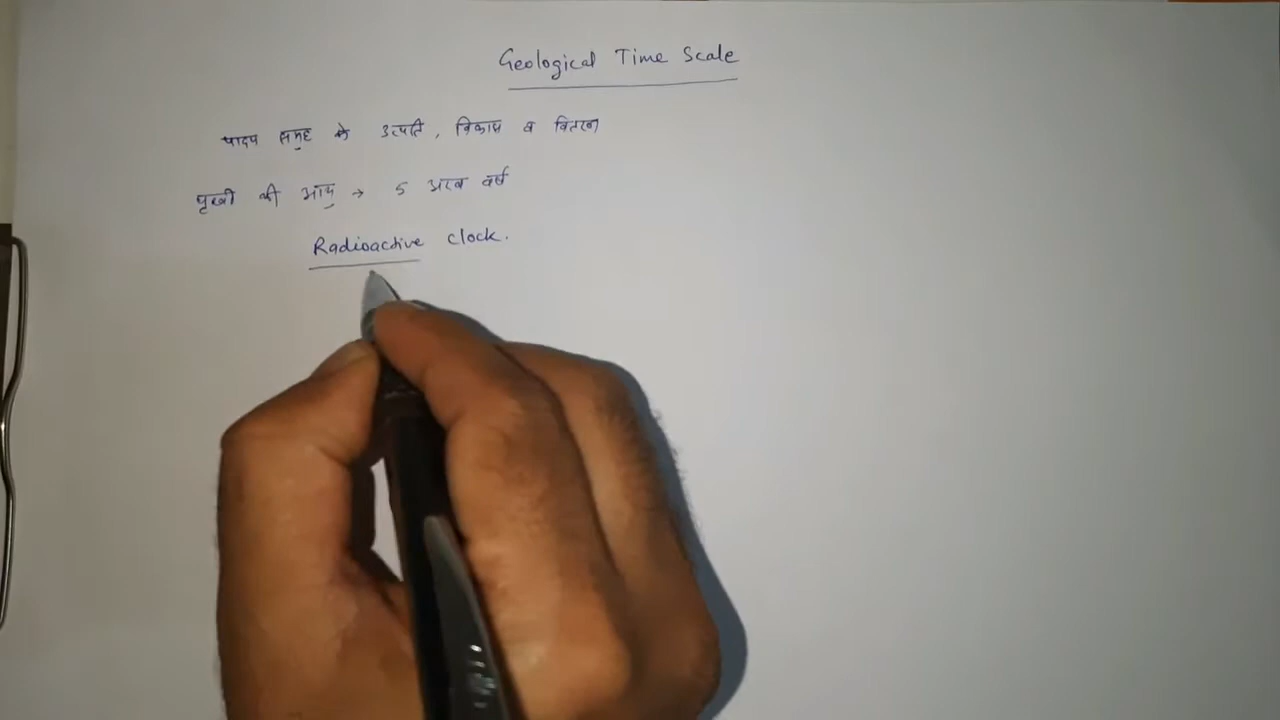 Geological Time Scale
पादप समुह के उत्पति, विकास व वितरण
पृथ्वी की आयु → 5 अरब वर्ष
Radioactive clock.